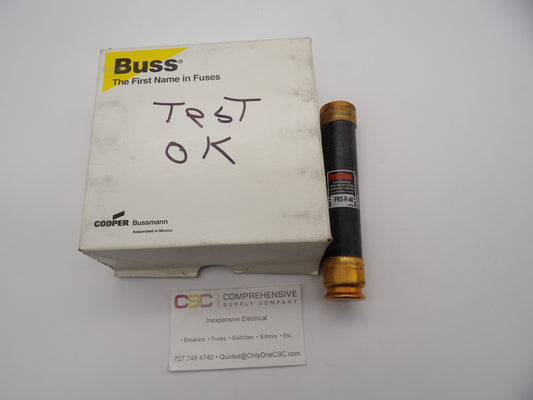 Buss®
The First Name in Fuses
TesT
OK
COOPER Bussmann
Assembled in Mexico
FRS-R-40
CSC COMPREHENSIVE
SUPPLY COMPANY
Inexpensive Electrical
• Breakers • Fuses • Switches • X-frmrs • Etc.
727.748.4740 • Quotes@OnlyOneCSC.com